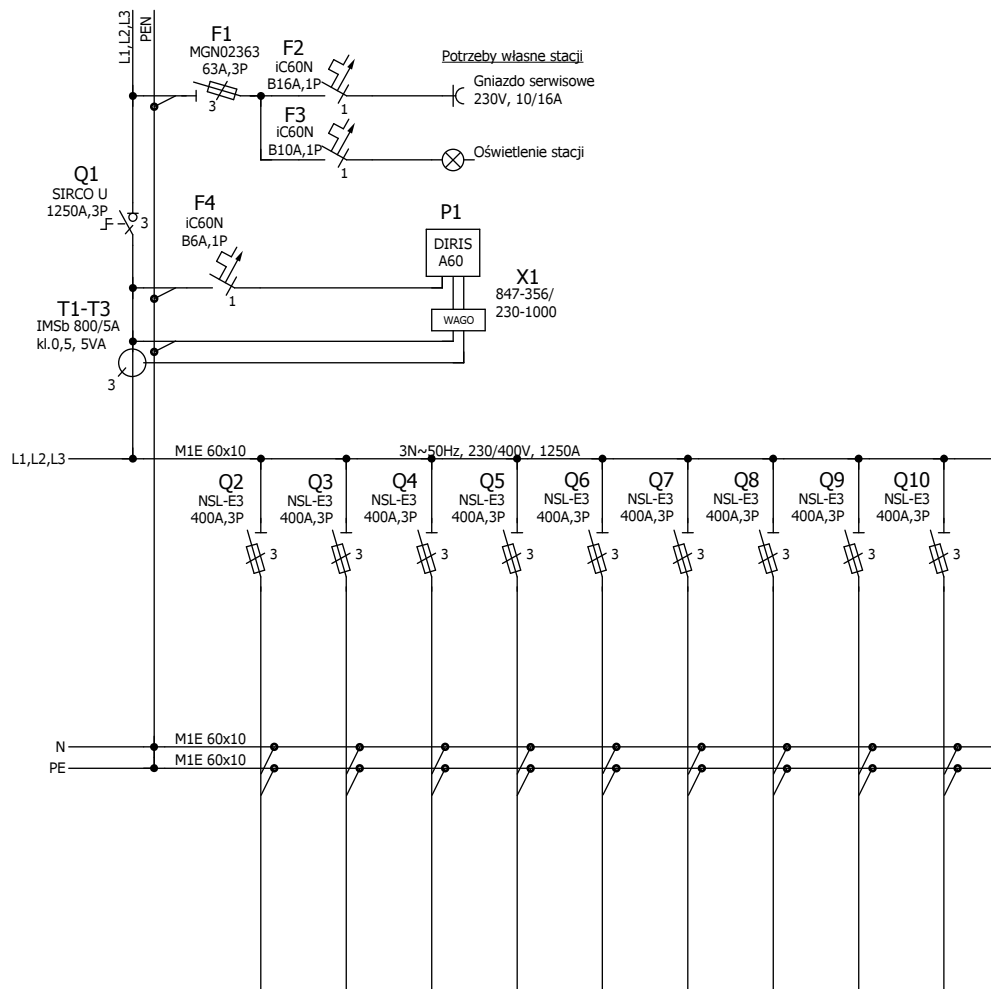 L1,L2,L3
PEN
F1
MGN02363
63A,3P
3
F2
iC60N
B16A,1P
1
Potrzeby własne stacji
Gniazdo serwisowe
230V, 10/16A
F3
iC60N
B10A,1P
1
Oświetlenie stacji
Q1
SIRCO U
1250A,3P
3
F4
iC60N
B6A,1P
1
P1
DIRIS
A60
X1
847-356/
230-1000
WAGO
T1-T3
IMSb 800/5A
kl.0,5, 5VA
3
L1,L2,L3
M1E 60x10
3N~50Hz, 230/400V, 1250A
Q2
NSL-E3
400A,3P
3
Q3
NSL-E3
400A,3P
3
Q4
NSL-E3
400A,3P
3
Q5
NSL-E3
400A,3P
3
Q6
NSL-E3
400A,3P
3
Q7
NSL-E3
400A,3P
3
Q8
NSL-E3
400A,3P
3
Q9
NSL-E3
400A,3P
3
Q10
NSL-E3
400A,3P
3
N
M1E 60x10
PE
M1E 60x10